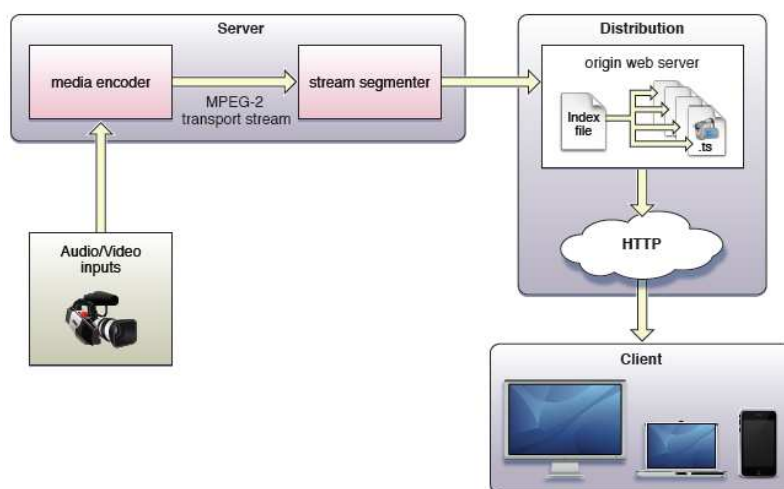 Server
media encoder
MPEG-2
transport stream
stream segmenter
Distribution
origin web server
Index
file
.ts
HTTP
Audio/Video
inputs
Client